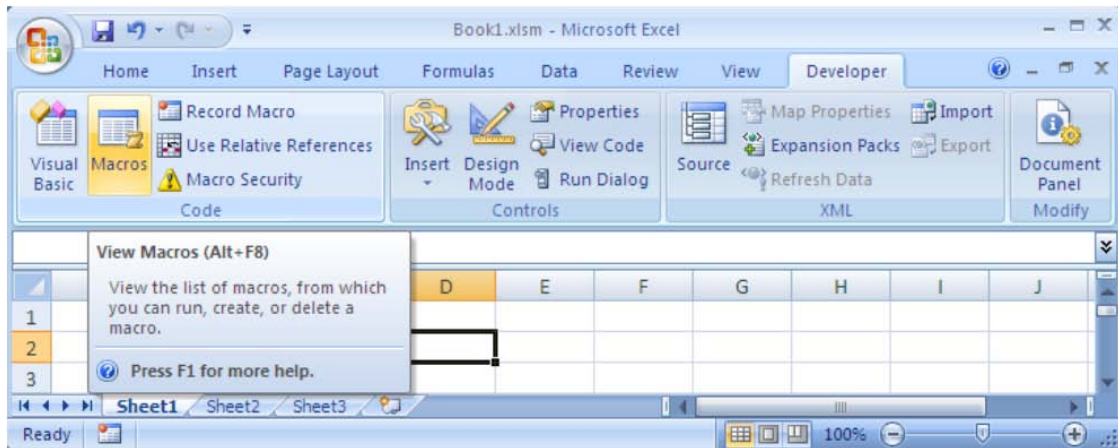 Book1.xlsm - Microsoft Excel
Home Insert Page Layout Formulas Data Review View Developer
Visual Basic
Macros
Record Macro
Use Relative References
Macro Security
Code
Insert
Design Mode
Properties
View Code
Run Dialog
Controls
Source
Map Properties
Expansion Packs
Refresh Data
Import
Export
XML
Document Panel
Modify
View Macros (Alt+F8)
View the list of macros, from which
you can run, create, or delete a
macro.
Press F1 for more help.
D E F G H I J
1
2
3
Sheet1 Sheet2 Sheet3
Ready 100%